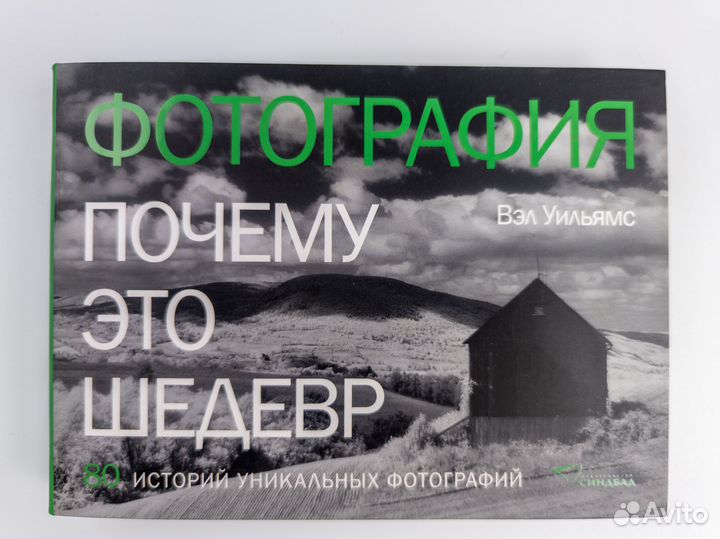 ФОТОГРАФИЯ
ПОЧЕМУ
Вэл Уильямс
ЭТО
ШЕДЕВР
80 ИСТОРИЙ УНИКАЛЬНЫХ ФОТОГРАФИЙ
СИНДБАД
Avito